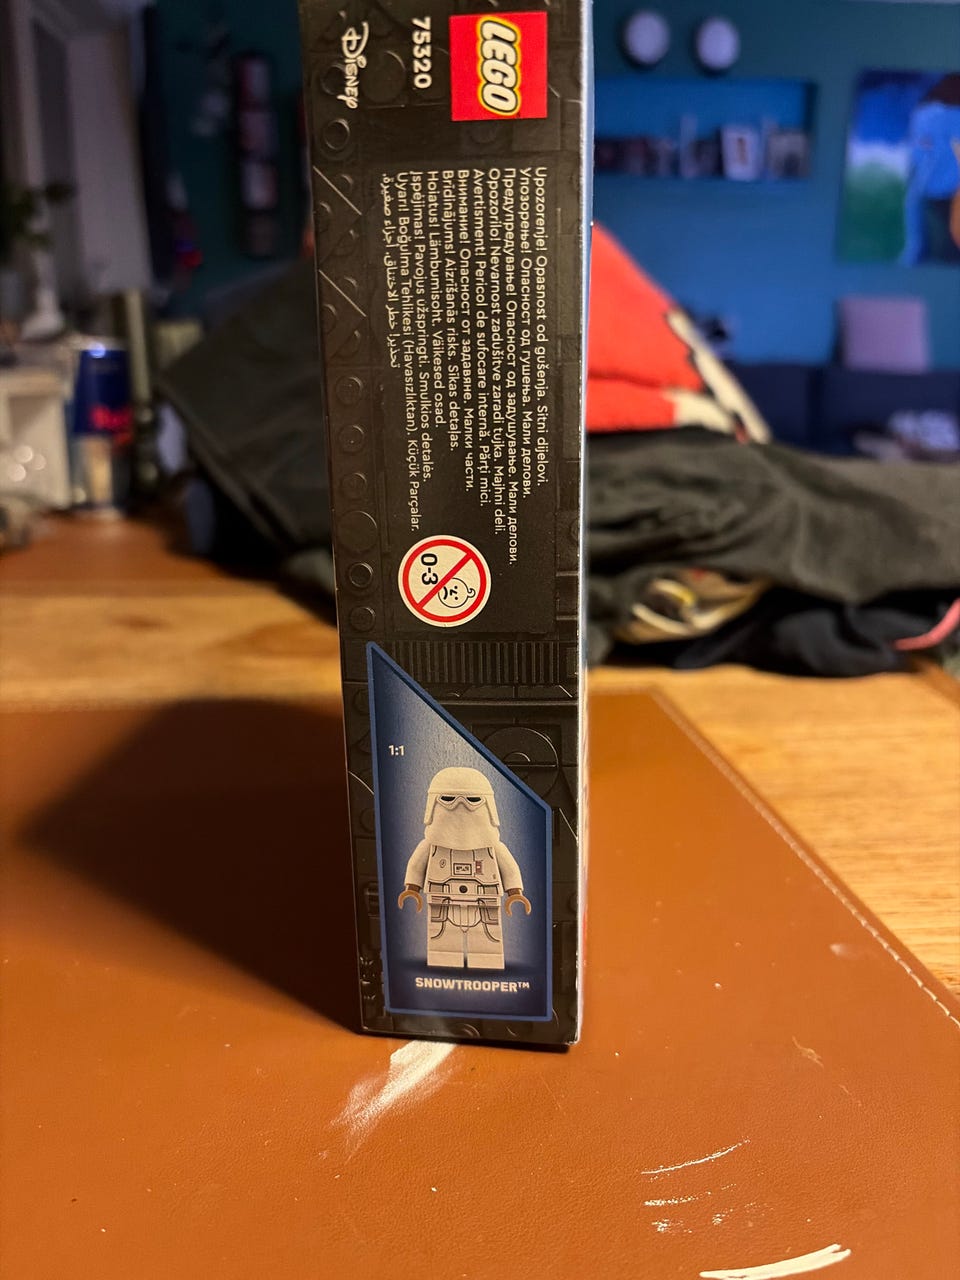 LEGO
75320
Disney
Upozorenje! Opasnost od gušenja. Sitni dijelovi.
Упозорење! Опасност од гушења. Мали делови.
Предупредување! Опасност од задушување. Мали делови.
Opozorilo! Nevarnost zadušitve zaradi tujka. Majhni deli.
Avertisment! Pericol de sufocare internă. Părți mici.
Внимание! Опасност от задавяне. Малки части.
Brīdinājums! Aizrīšanās risks. Sīkas detaļas.
Hoiatus! Lämbumisoht. Väikesed osad.
Įspėjimas! Pavojus užspringti. Smulkios detalės.
Uyarı! Boğulma Tehlikesi (Havasızlıktan). Küçük Parçalar.
تحذير! خطر الاختناق. أجزاء صغيرة.
0-3
1:1
SNOWTROOPER™